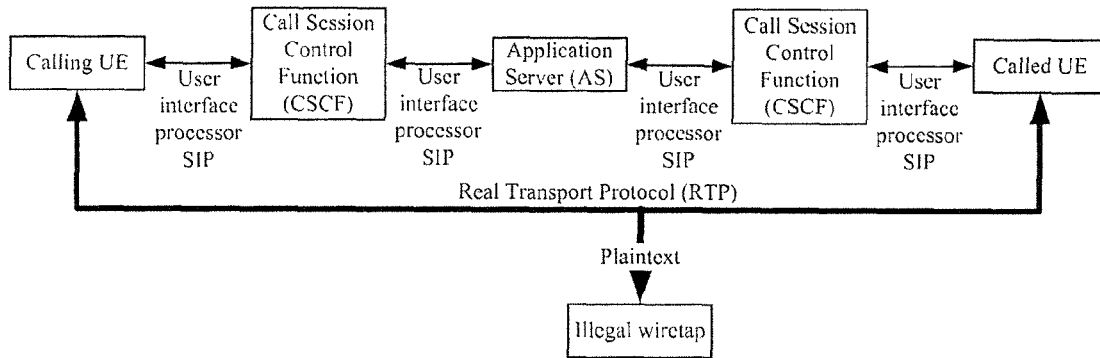 Calling UE
User
interface
processor
SIP
Call Session
Control
Function
(CSCF)
User
interface
processor
SIP
Application
Server (AS)
User
interface
processor
SIP
Call Session
Control
Function
(CSCF)
User
interface
processor
SIP
Called UE
Real Transport Protocol (RTP)
Plaintext
Illegal wiretap